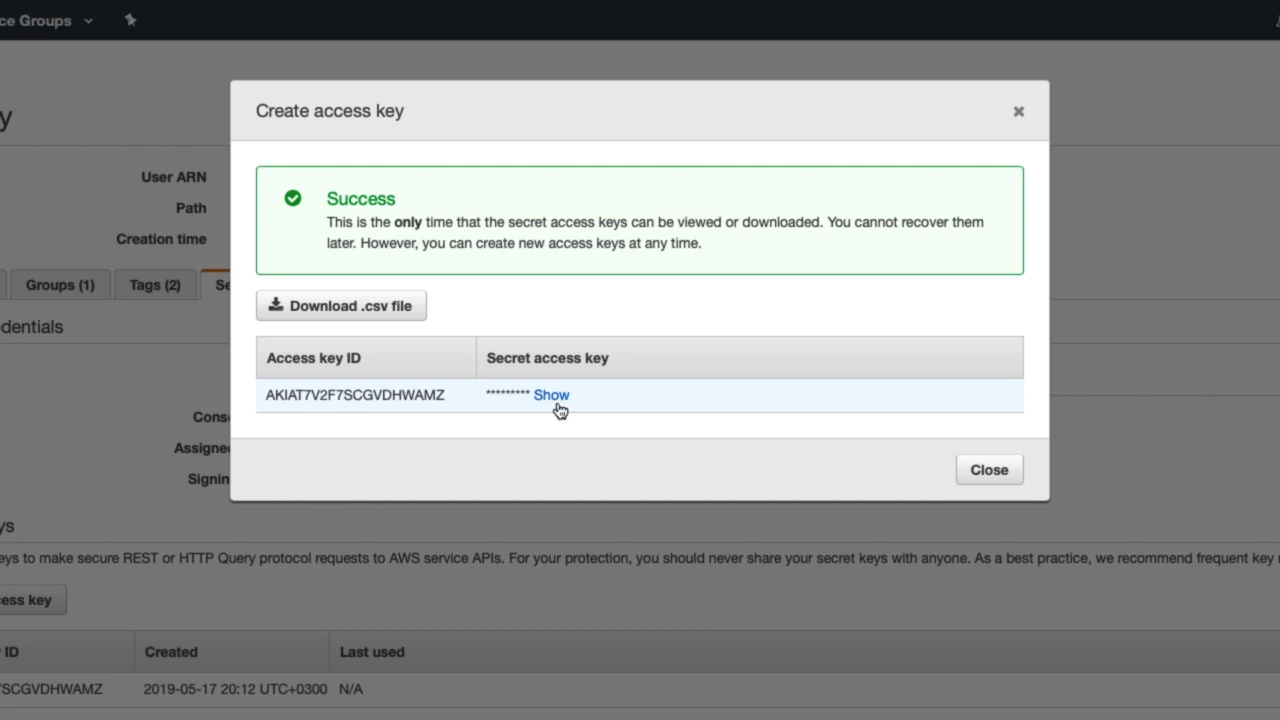 ce Groups
Create access key
y
Success
This is the only time that the secret access keys can be viewed or downloaded. You cannot recover them
later. However, you can create new access keys at any time.
User ARN
Path
Creation time
Groups (1)
Tags (2)
Se
Download .csv file
dentials
Access key ID
Secret access key
AKIAT7V2F7SCGVDHWAMZ
********* Show
Conso
Assigned
Signin
Close
ys
eys to make secure REST or HTTP Query protocol requests to AWS service APIs. For your protection, you should never share your secret keys with anyone. As a best practice, we recommend frequent key
cess key
ID
Created
Last used
7SCGVDHWAMZ
2019-05-17 20:12 UTC+0300
N/A